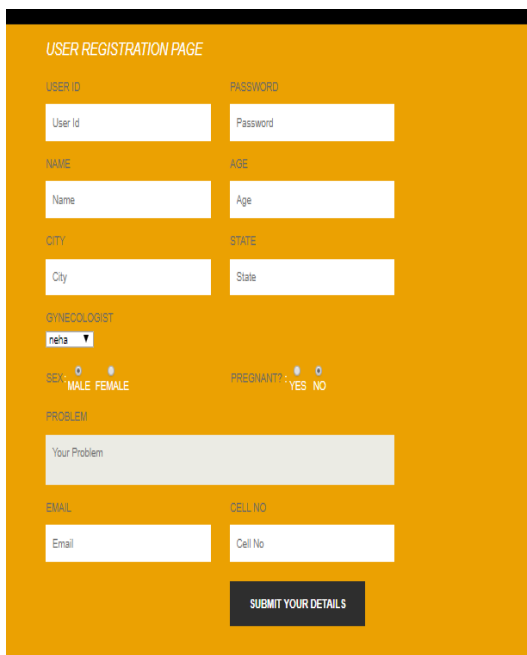 USER REGISTRATION PAGE
USER ID PASSWORD
User Id Password
NAME AGE
Name Age
CITY STATE
City State
GYNECOLOGIST
neha
SEX : MALE FEMALE PREGNANT? : YES NO
PROBLEM
Your Problem
EMAIL CELL NO
Email Cell No
SUBMIT YOUR DETAILS